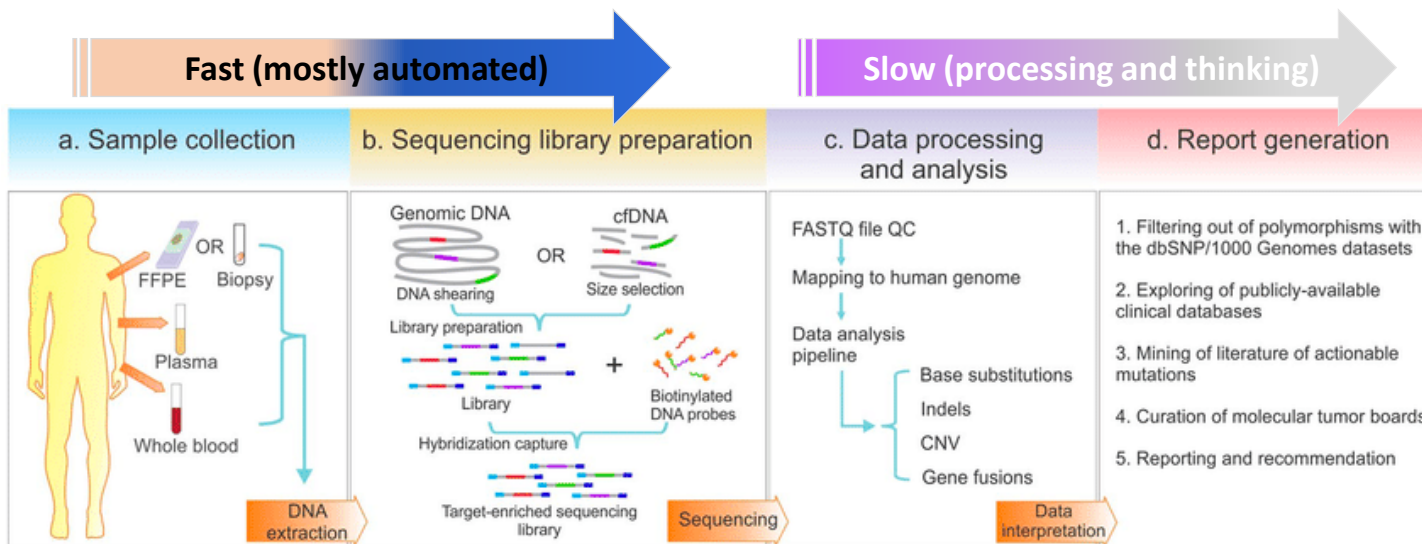 Fast (mostly automated)
Slow (processing and thinking)
a. Sample collection
b. Sequencing library preparation
c. Data processing
and analysis
d. Report generation
FFPE
OR
Biopsy
Plasma
Whole blood
DNA
extraction
Genomic DNA
OR
cfDNA
DNA shearing
Size selection
Library preparation
+
Library
Biotinylated
DNA probes
Hybridization capture
Target-enriched sequencing
library
Sequencing
FASTQ file QC
Mapping to human genome
Data analysis
pipeline
Base substitutions
Indels
CNV
Gene fusions
Data
interpretation
1. Filtering out of polymorphisms with
the dbSNP/1000 Genomes datasets
2. Exploring of publicly-available
clinical databases
3. Mining of literature of actionable
mutations
4. Curation of molecular tumor boards
5. Reporting and recommendation